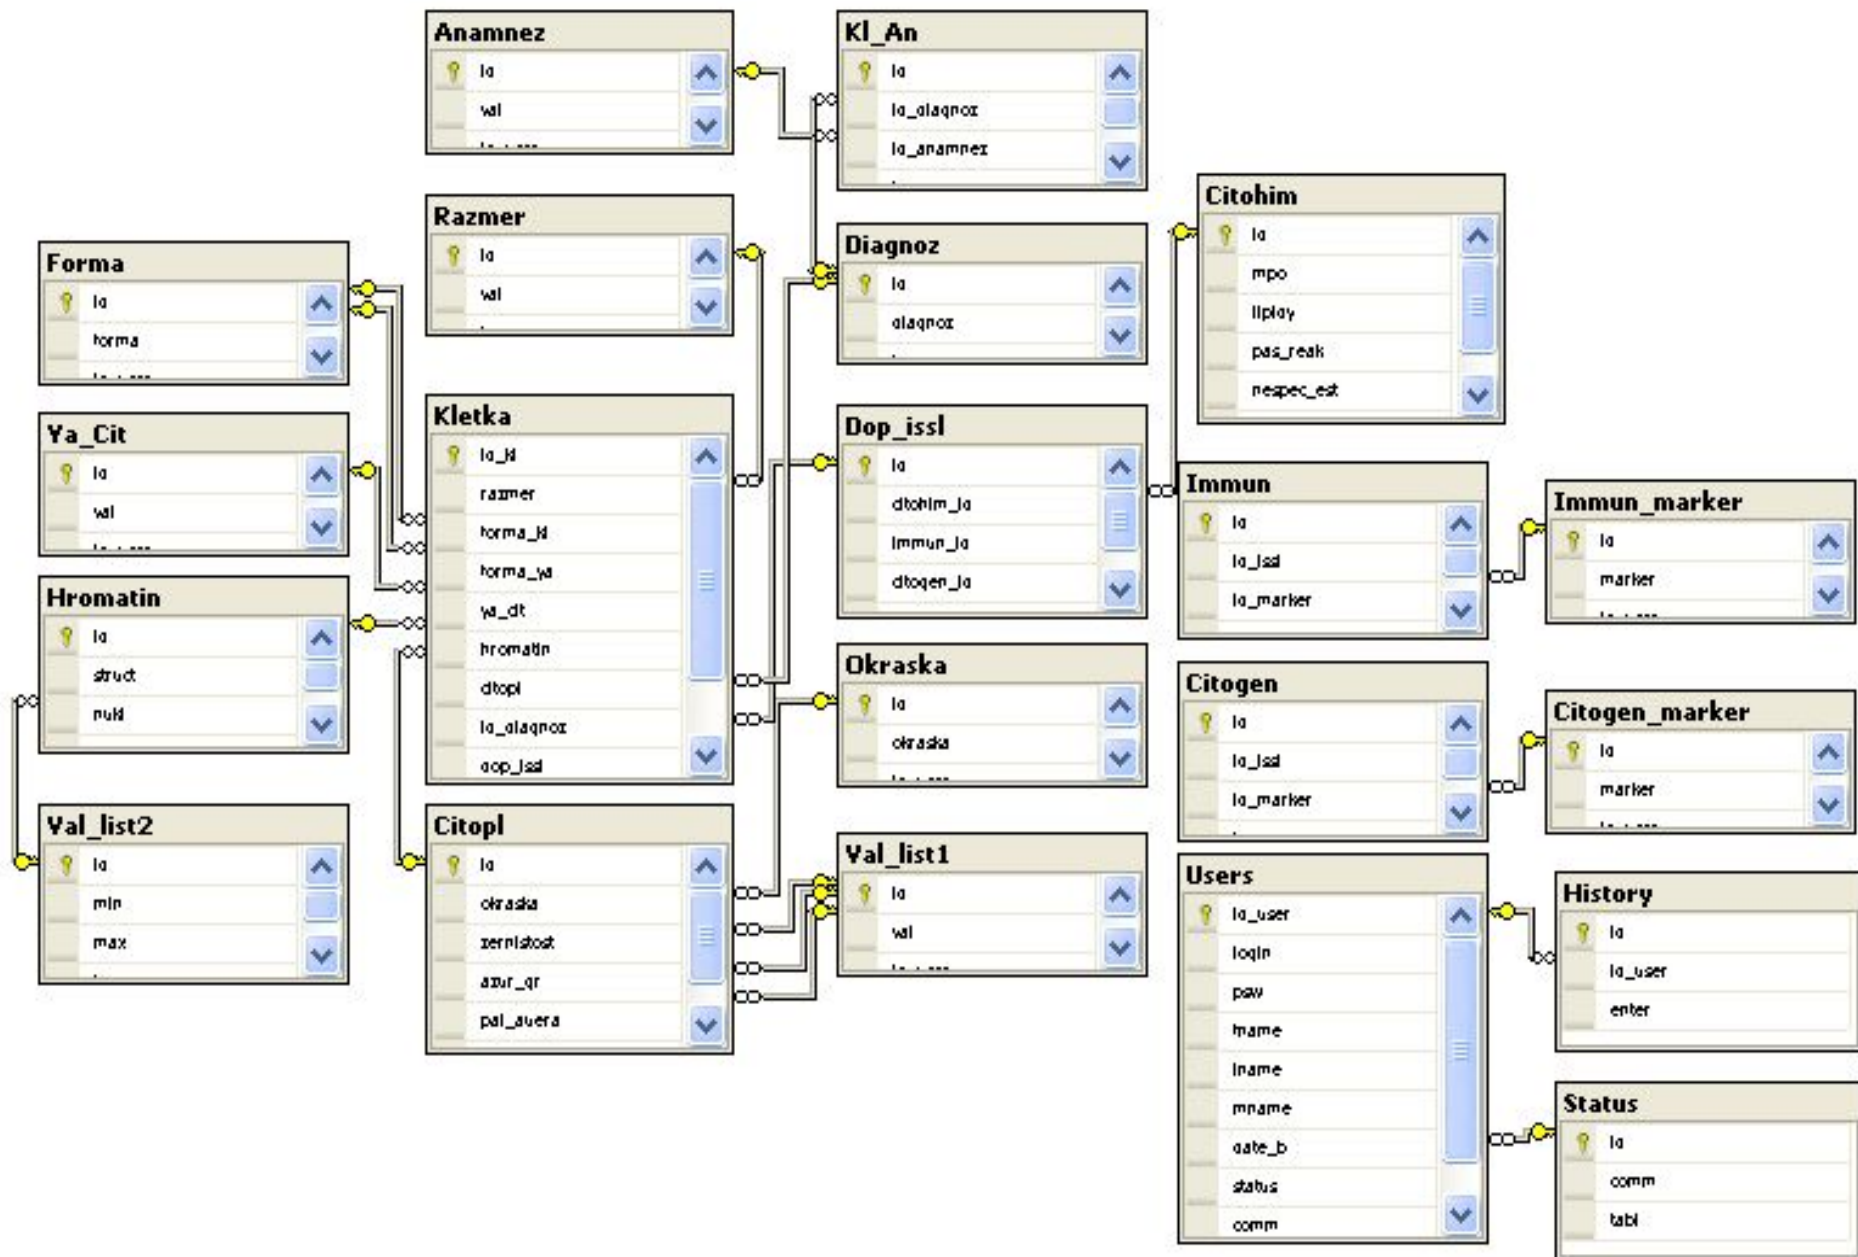 Anamnez
id
val
Kl_An
id
id_diagnoz
id_anamnez
Razmer
id
val
Citohim
id
mpo
lipidy
pas_reak
nespec_est
Forma
id
forma
Diagnoz
id
diagnoz
Ya_Cit
id
val
Kletka
id_kl
razmer
forma_kl
forma_ya
ya_cit
hromatin
citopl
id_diagnoz
dop_issl
Dop_issl
id
citohim_id
immun_id
citogen_id
Immun
id
id_issl
id_marker
Immun_marker
id
marker
Hromatin
id
struct
nukl
Okraska
id
okraska
Citogen
id
id_issl
id_marker
Citogen_marker
id
marker
Val_list2
id
min
max
Citopl
id
okraska
zernistost
azur_gr
pal_auera
Val_list1
id
val
Users
id_user
login
psw
fname
lname
mname
date_b
status
comm
History
id
id_user
enter
Status
id
comm
tabl